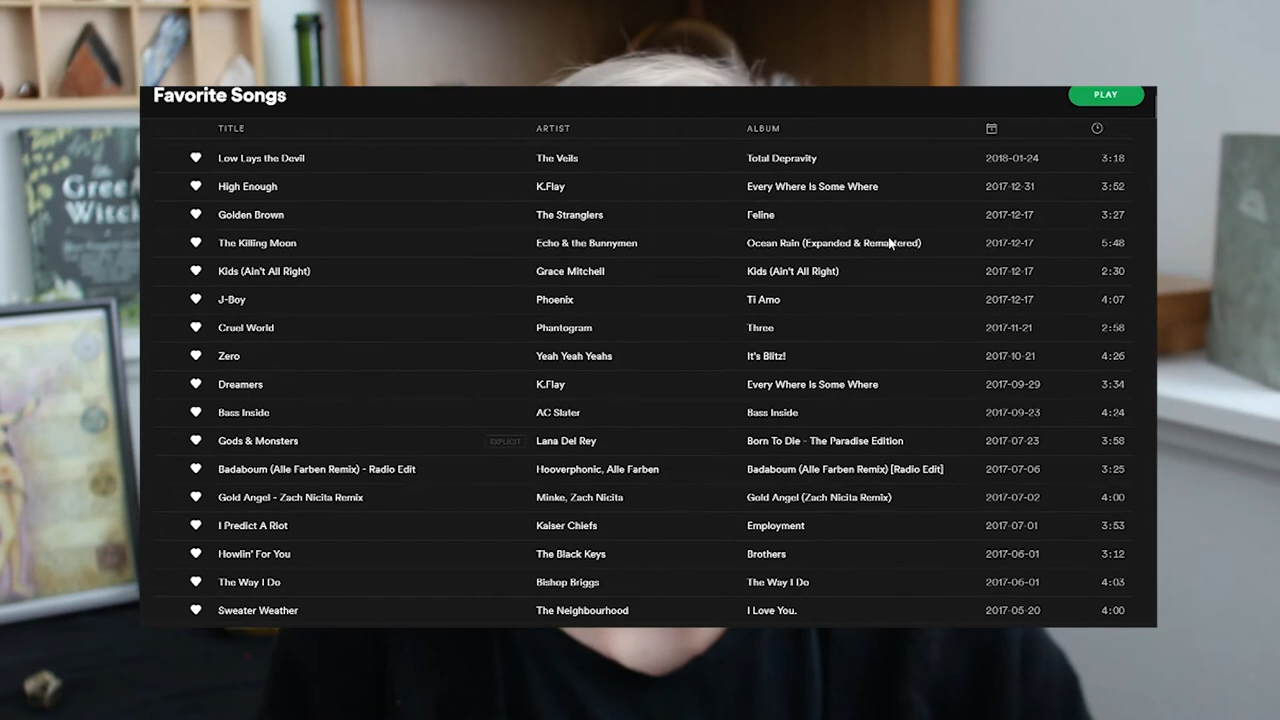 The
Green
Witch
Favorite Songs
PLAY
TITLE ARTIST ALBUM
Low Lays the Devil The Veils Total Depravity 2018-01-24 3:18
High Enough K.Flay Every Where Is Some Where 2017-12-31 3:52
Golden Brown The Stranglers Feline 2017-12-17 3:27
The Killing Moon Echo & the Bunnymen Ocean Rain (Expanded & Remastered) 2017-12-17 5:48
Kids (Ain't All Right) Grace Mitchell Kids (Ain't All Right) 2017-12-17 2:30
J-Boy Phoenix Ti Amo 2017-12-17 4:07
Cruel World Phantogram Three 2017-11-21 2:58
Zero Yeah Yeah Yeahs It's Blitz! 2017-10-21 4:26
Dreamers K.Flay Every Where Is Some Where 2017-09-29 3:34
Bass Inside AC Slater Bass Inside 2017-09-23 4:24
Gods & Monsters EXPLICIT Lana Del Rey Born To Die - The Paradise Edition 2017-07-23 3:58
Badaboum (Alle Farben Remix) - Radio Edit Hooverphonic, Alle Farben Badaboum (Alle Farben Remix) [Radio Edit] 2017-07-06 3:25
Gold Angel - Zach Nicita Remix Minke, Zach Nicita Gold Angel (Zach Nicita Remix) 2017-07-02 4:00
I Predict A Riot Kaiser Chiefs Employment 2017-07-01 3:53
Howlin' For You The Black Keys Brothers 2017-06-01 3:12
The Way I Do Bishop Briggs The Way I Do 2017-06-01 4:03
Sweater Weather The Neighbourhood I Love You. 2017-05-20 4:00